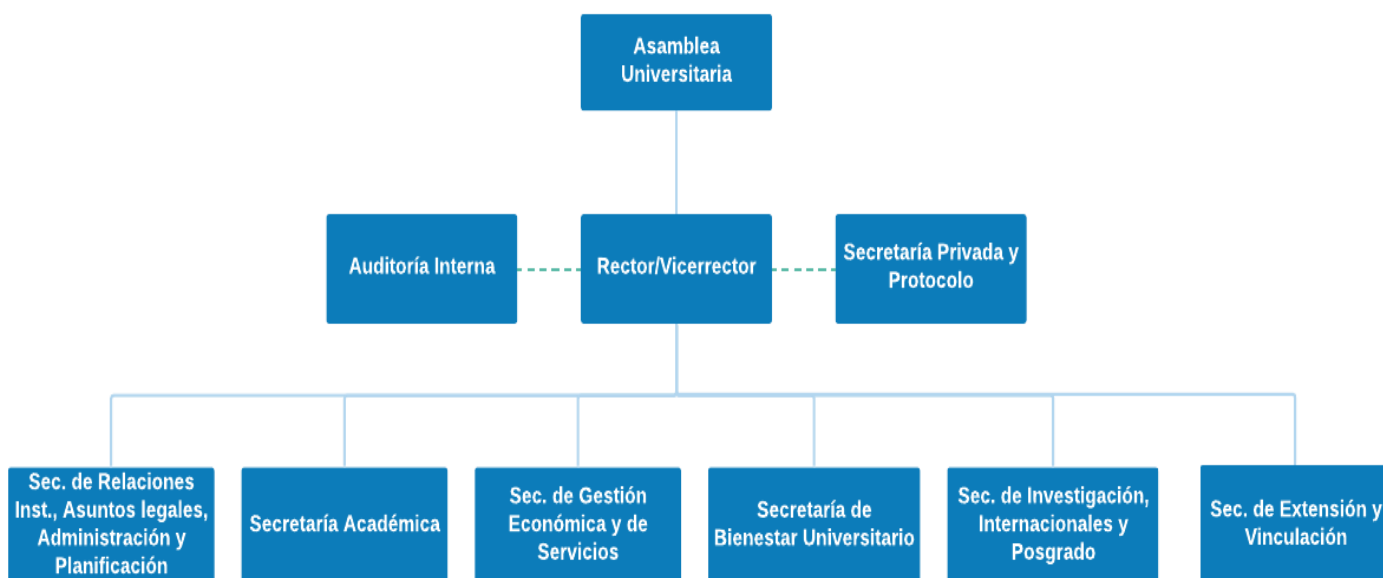 Asamblea
Universitaria
Auditoría Interna
Rector/Vicerrector
Secretaría Privada y
Protocolo
Sec. de Relaciones
Inst., Asuntos legales,
Administración y
Planificación
Secretaría Académica
Sec. de Gestión
Económica y de
Servicios
Secretaría de
Bienestar Universitario
Sec. de Investigación,
Internacionales y
Posgrado
Sec. de Extensión y
Vinculación